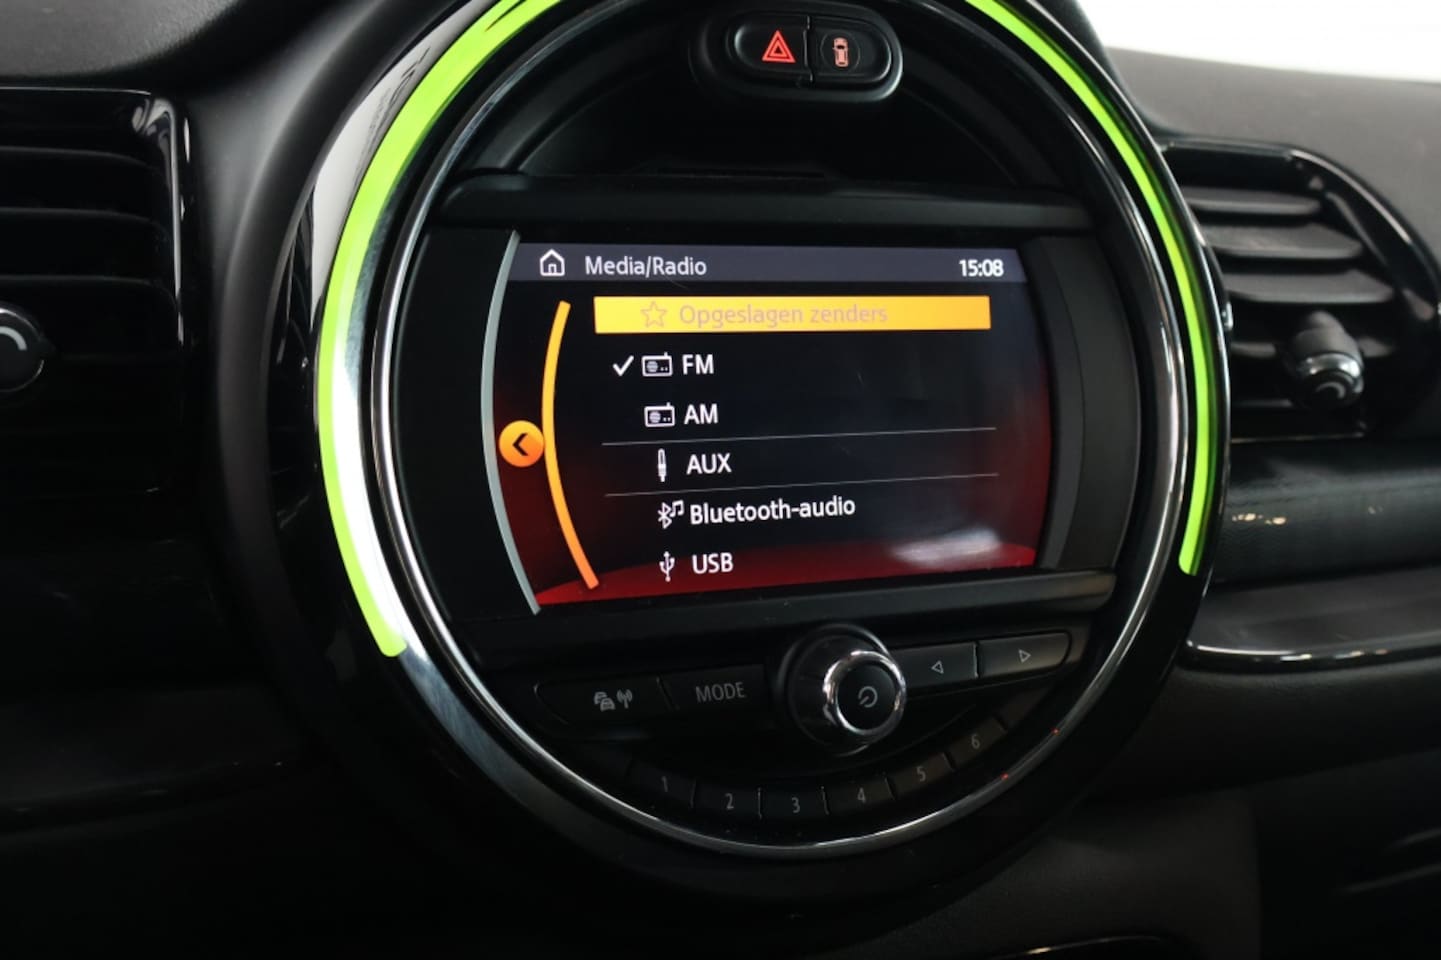 Media/Radio 15:08
Opgeslagen zenders
FM
AM
AUX
Bluetooth-audio
USB
MODE
1 2 3 4 5 6